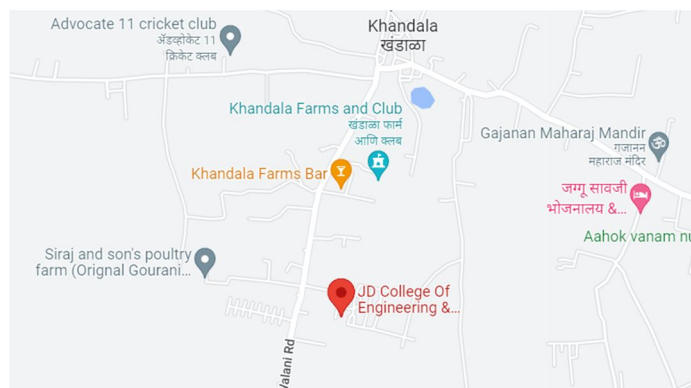 Advocate 11 cricket club
ॲडव्होकेट 11
क्रिकेट क्लब
Khandala
खंडाळा
Khandala Farms and Club
खंडाळा फार्म
आणि क्लब
Gajanan Maharaj Mandir
गजानन
महाराज मंदिर
Khandala Farms Bar
जग्गू सावजी
भोजनालय &...
Aahok vanam nu
Siraj and son's poultry
farm (Orignal Gourani...
JD College Of
Engineering &...
Valani Rd